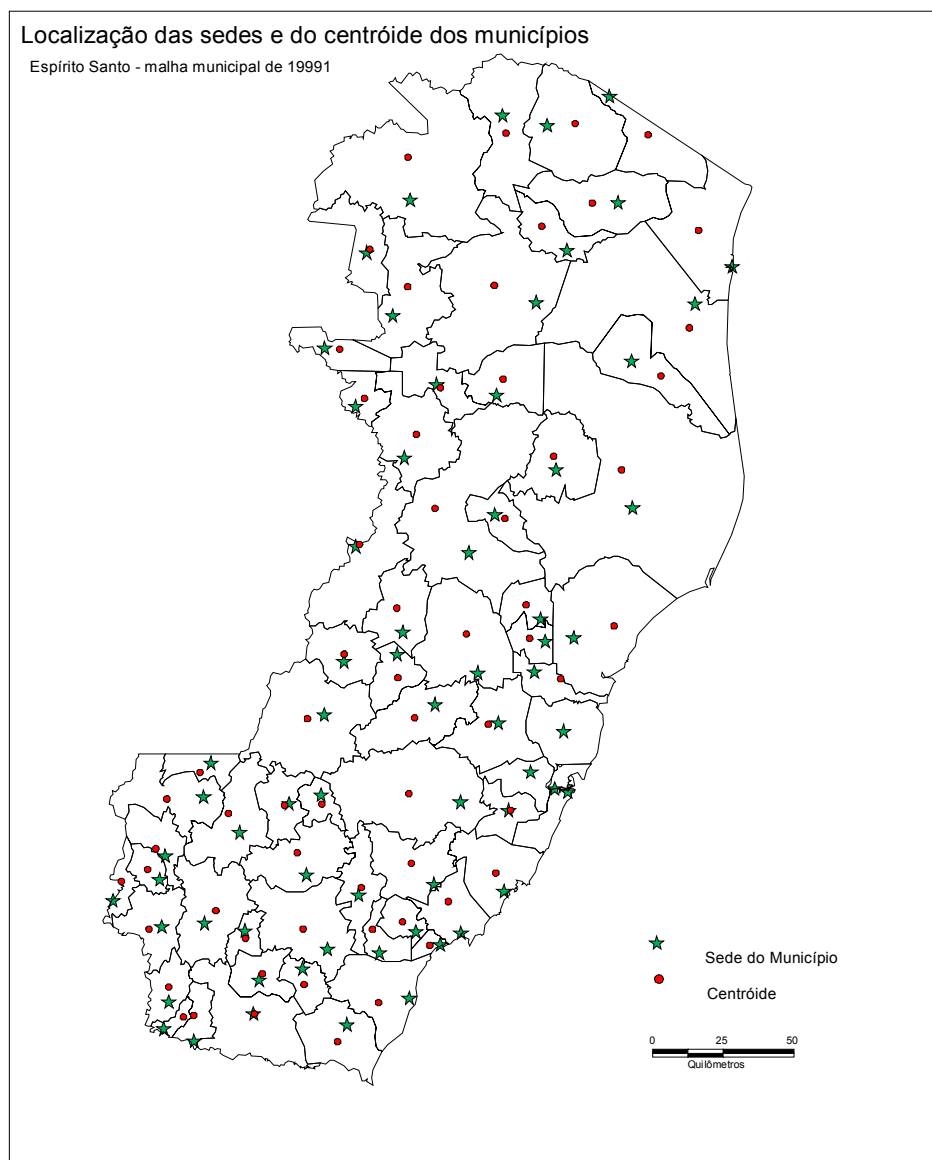 Localização das sedes e do centróide dos municípios
Espírito Santo - malha municipal de 19991
Sede do Município
Centróide
0 25 50
Quilômetros